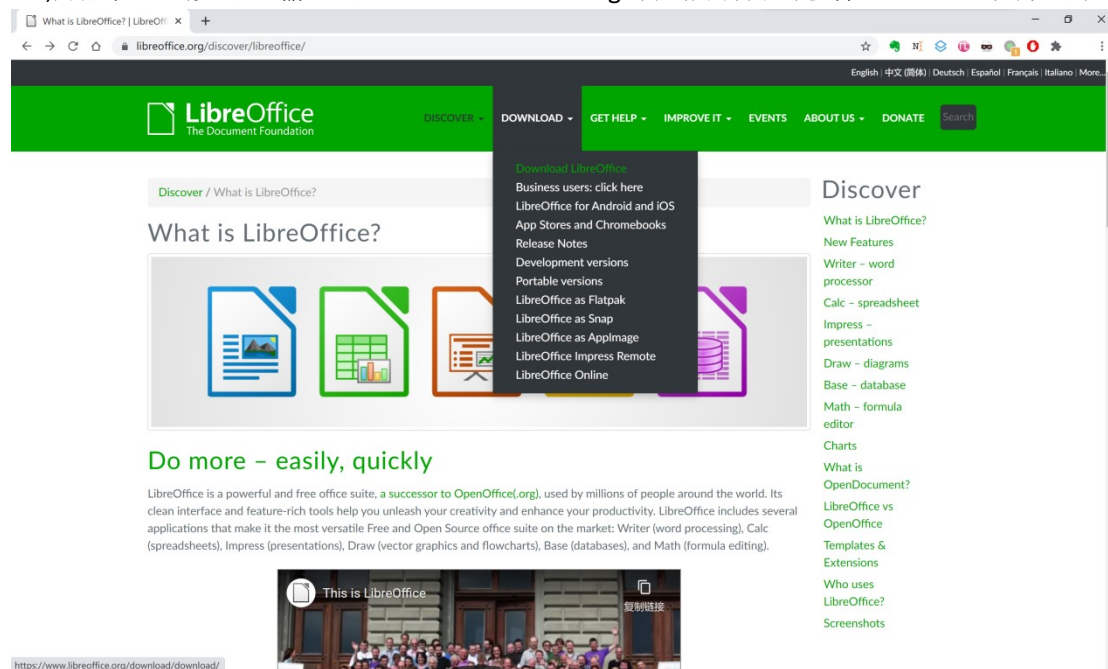 What is LibreOffice? | LibreOff
libreoffice.org/discover/libreoffice/
English | 中文 (简体) | Deutsch | Español | Français | Italiano | More...
LibreOffice
The Document Foundation
DISCOVER
DOWNLOAD
GET HELP
IMPROVE IT
EVENTS
ABOUT US
DONATE
Search
Download LibreOffice
Business users: click here
LibreOffice for Android and iOS
App Stores and Chromebooks
Release Notes
Development versions
Portable versions
LibreOffice as Flatpak
LibreOffice as Snap
LibreOffice as AppImage
LibreOffice Impress Remote
LibreOffice Online
Discover / What is LibreOffice?
What is LibreOffice?
Do more – easily, quickly
LibreOffice is a powerful and free office suite, a successor to OpenOffice(.org), used by millions of people around the world. Its
clean interface and feature-rich tools help you unleash your creativity and enhance your productivity. LibreOffice includes several
applications that make it the most versatile Free and Open Source office suite on the market: Writer (word processing), Calc
(spreadsheets), Impress (presentations), Draw (vector graphics and flowcharts), Base (databases), and Math (formula editing).
This is LibreOffice
复制链接
Discover
What is LibreOffice?
New Features
Writer – word
processor
Calc – spreadsheet
Impress –
presentations
Draw – diagrams
Base – database
Math – formula
editor
Charts
What is
OpenDocument?
LibreOffice vs
OpenOffice
Templates &
Extensions
Who uses
LibreOffice?
Screenshots
https://www.libreoffice.org/download/download/